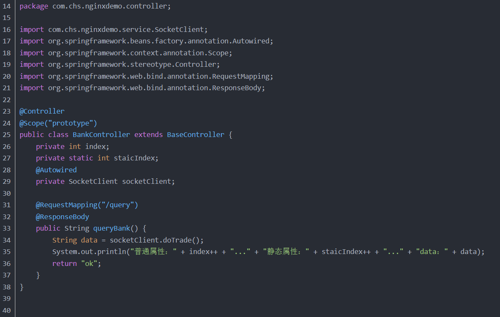 14 package com.chs.nginxdemo.controller;
15
16 import com.chs.nginxdemo.service.SocketClient;
17 import org.springframework.beans.factory.annotation.Autowired;
18 import org.springframework.context.annotation.Scope;
19 import org.springframework.stereotype.Controller;
20 import org.springframework.web.bind.annotation.RequestMapping;
21 import org.springframework.web.bind.annotation.ResponseBody;
22
23 @Controller
24 @Scope("prototype")
25 public class BankController extends BaseController {
26 private int index;
27 private static int staicIndex;
28 @Autowired
29 private SocketClient socketClient;
30
31 @RequestMapping("/query")
32 @ResponseBody
33 public String queryBank() {
34 String data = socketClient.doTrade();
35 System.out.println("普通属性：" + index++ + "..." + "静态属性：" + staicIndex++ + "..." + "data：" + data);
36 return "ok";
37 }
38 }
39
40